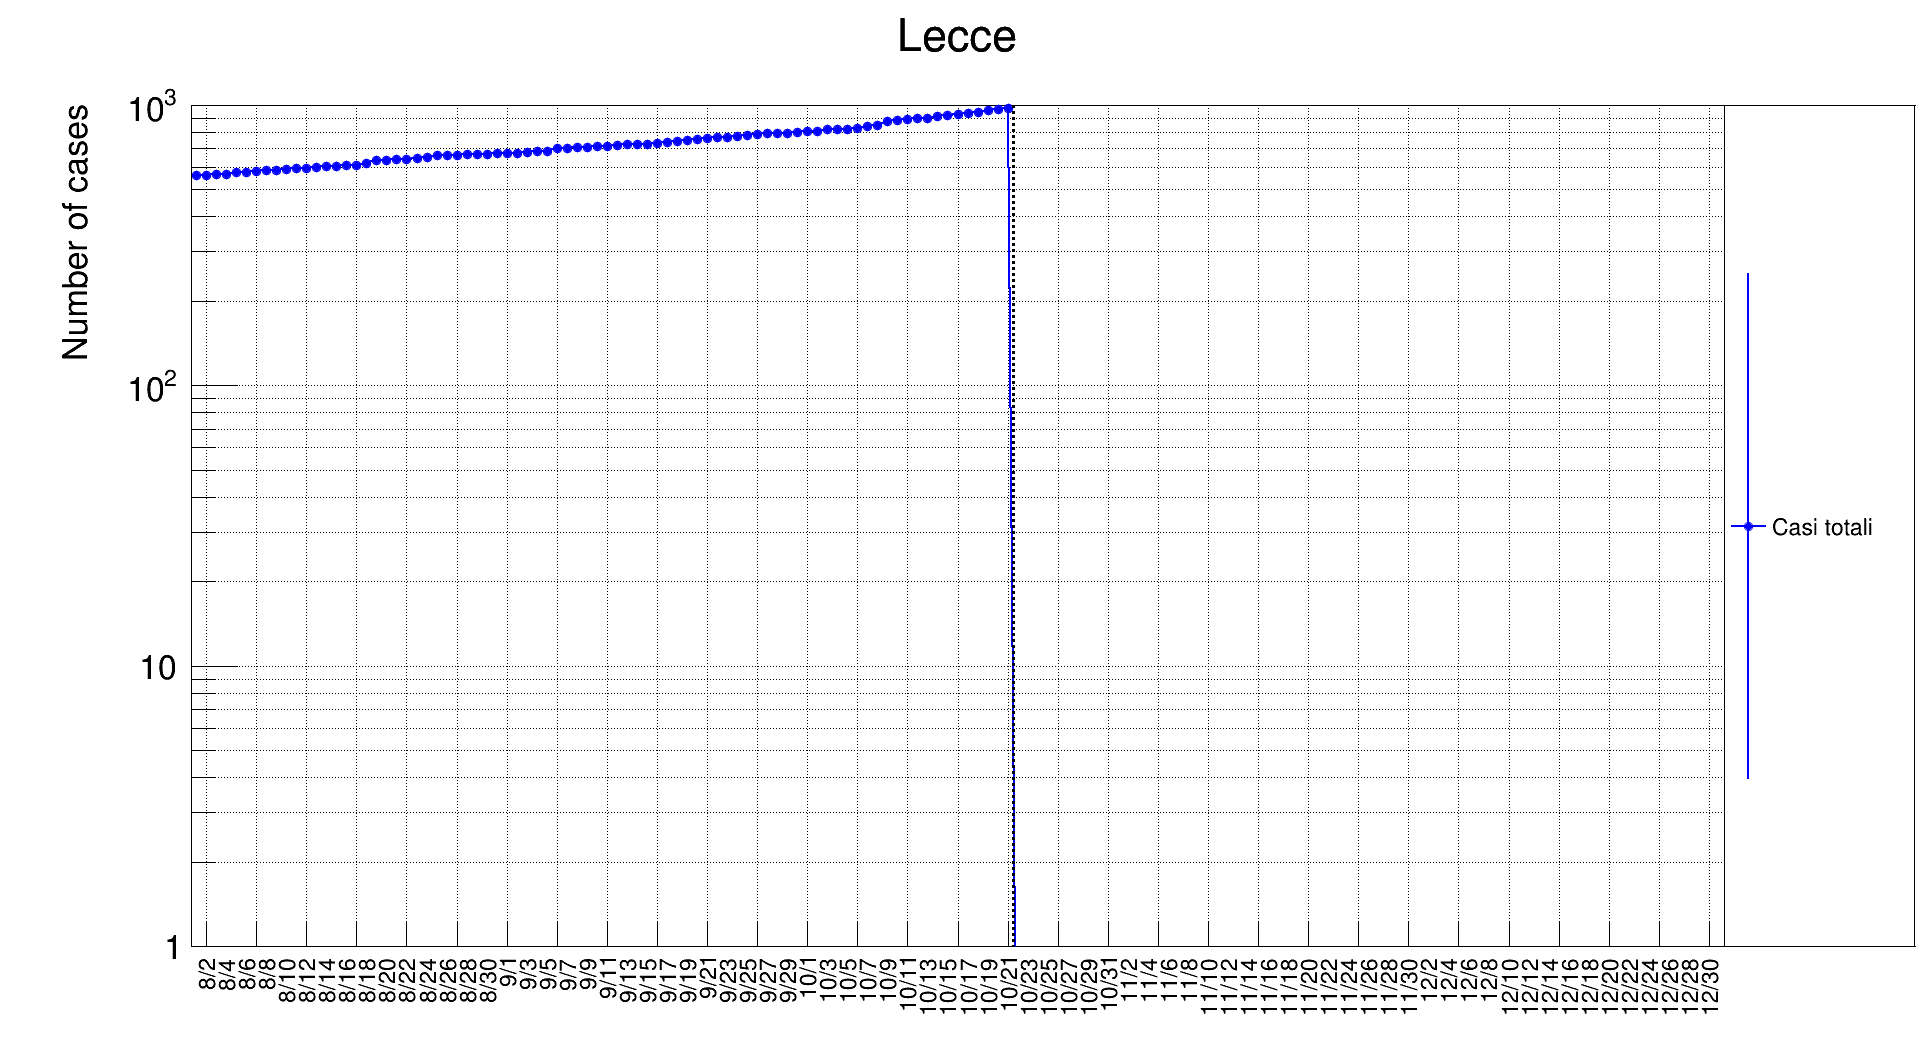 Lecce
Number of cases
10³
10²
10
1
8/2 8/4 8/6 8/8 8/10 8/12 8/14 8/16 8/18 8/20 8/22 8/24 8/26 8/28 8/30 9/1 9/3 9/5 9/7 9/9 9/11 9/13 9/15 9/17 9/19 9/21 9/23 9/25 9/27 9/29 10/1 10/3 10/5 10/7 10/9 10/11 10/13 10/15 10/17 10/19 10/21 10/23 10/25 10/27 10/29 10/31 11/2 11/4 11/6 11/8 11/10 11/12 11/14 11/16 11/18 11/20 11/22 11/24 11/26 11/28 11/30 12/2 12/4 12/6 12/8 12/10 12/12 12/14 12/16 12/18 12/20 12/22 12/24 12/26 12/28 12/30
Casi totali